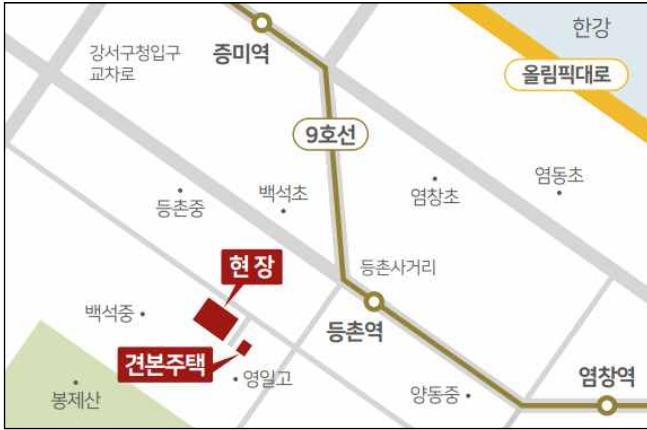 한강
증미역
강서구청입구
교차로
올림픽대로
9호선
백석초
염창초
염동초
등촌중
현 장
등촌사거리
백석중
등촌역
견본주택
영일고
염창역
봉제산
양동중